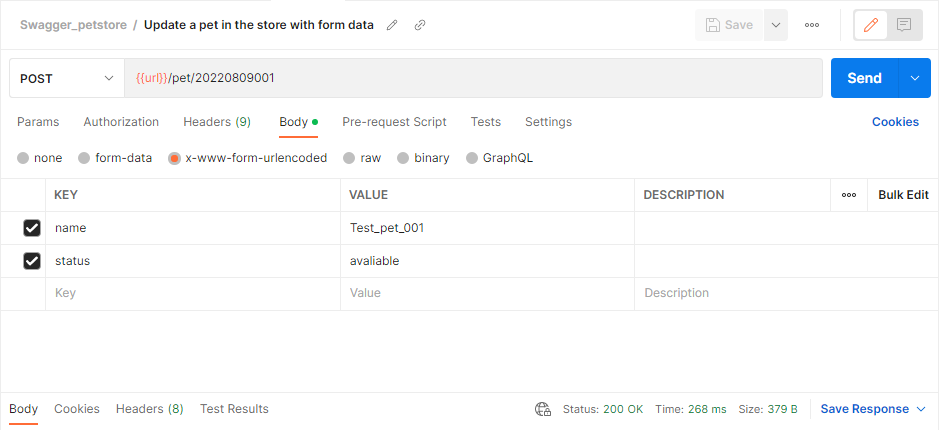 Swagger_petstore / Update a pet in the store with form data Save
POST {{url}}/pet/20220809001 Send
Params Authorization Headers (9) Body Pre-request Script Tests Settings Cookies
none form-data x-www-form-urlencoded raw binary GraphQL
KEY VALUE DESCRIPTION Bulk Edit
name Test_pet_001
status avaliable
Key Value Description
Body Cookies Headers (8) Test Results Status: 200 OK Time: 268 ms Size: 379 B Save Response